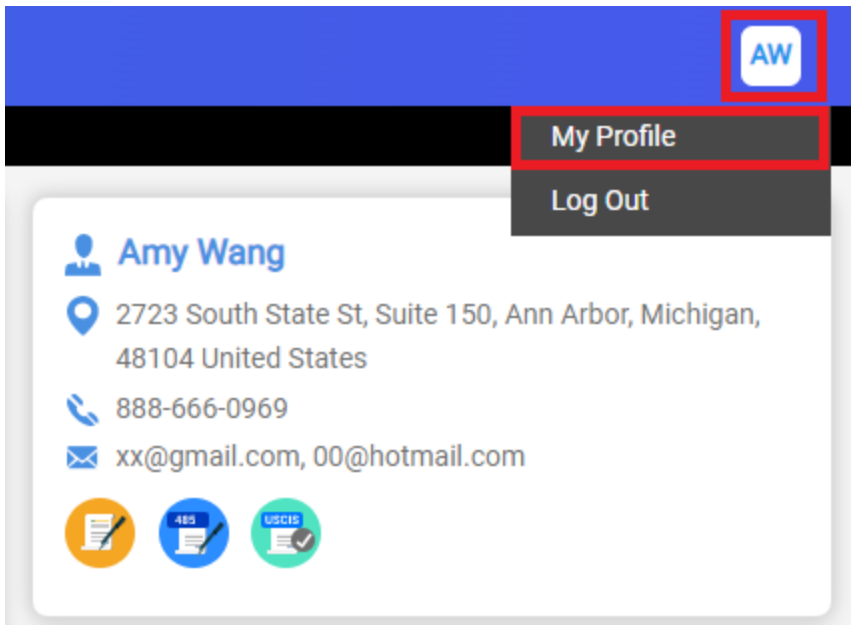 AW
My Profile
Log Out
Amy Wang
2723 South State St, Suite 150, Ann Arbor, Michigan,
48104 United States
888-666-0969
xx@gmail.com, 00@hotmail.com
485
USCIS